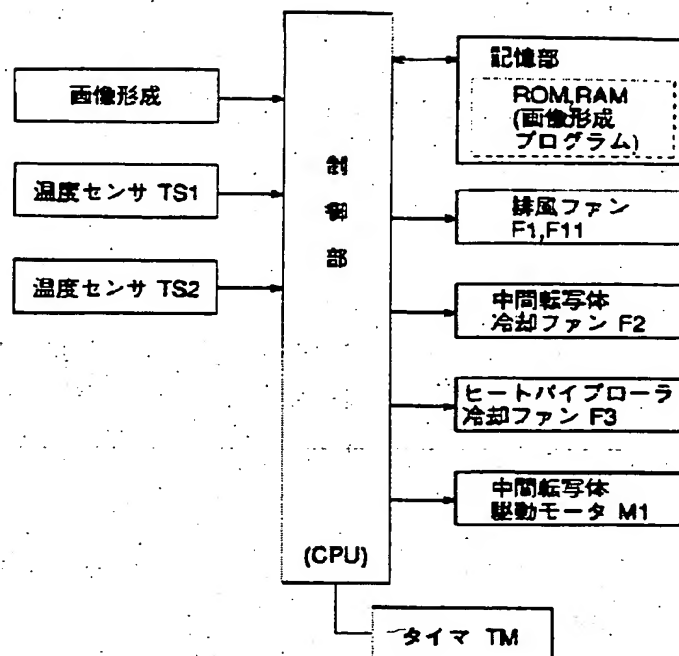 画像形成
温度センサ TS1
温度センサ TS2
制
御
部
(CPU)
記憶部
ROM,RAM
(画像形成
プログラム)
排風ファン
F1,F11
中間転写体
冷却ファン F2
ヒートパイプローラ
冷却ファン F3
中間転写体
駆動モータ M1
タイマ TM